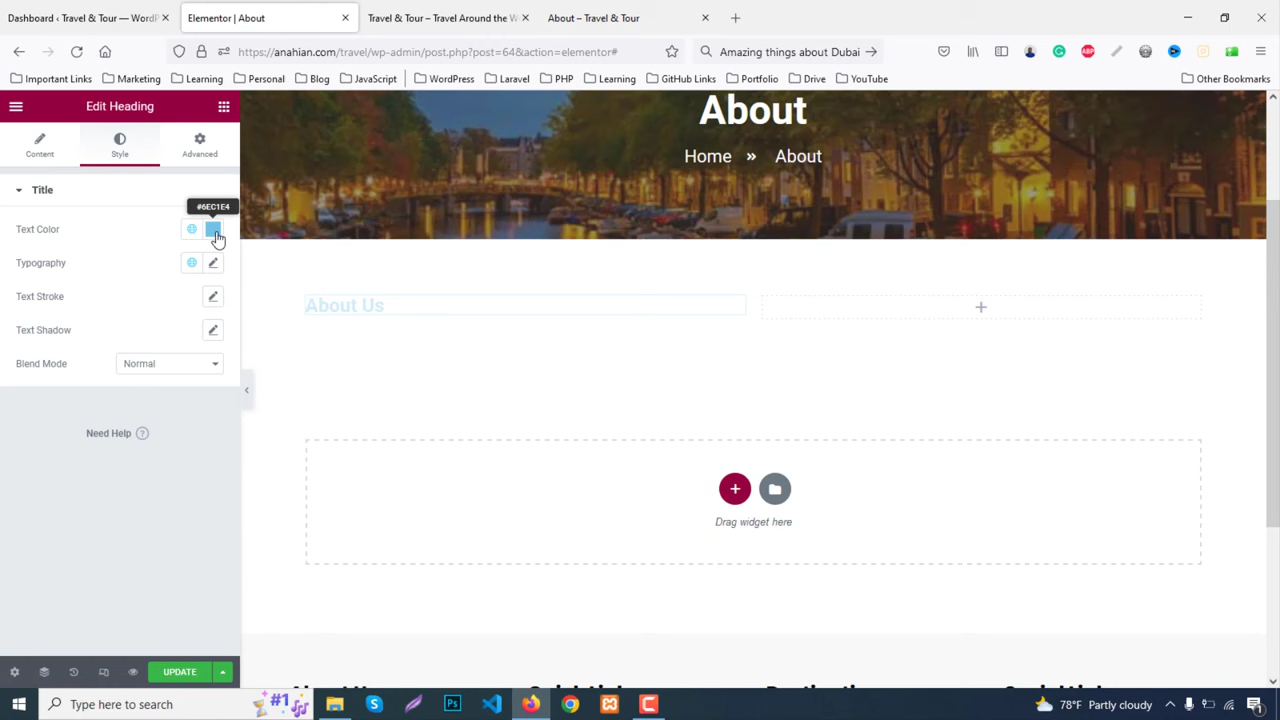 Dashboard ‹ Travel & Tour — WordP
Elementor | About
Travel & Tour – Travel Around the W
About – Travel & Tour
https://anahian.com/travel/wp-admin/post.php?post=64&action=elementor#
Amazing things about Dubai
Important Links
Marketing
Learning
Personal
Blog
JavaScript
WordPress
Laravel
PHP
Learning
GitHub Links
Portfolio
Drive
YouTube
Other Bookmarks
Edit Heading
Content
Style
Advanced
Title
#6EC1E4
Text Color
Typography
Text Stroke
Text Shadow
Blend Mode
Normal
Need Help
UPDATE
About
Home » About
About Us
Drag widget here
Type here to search
#1
Ps
78°F Partly cloudy